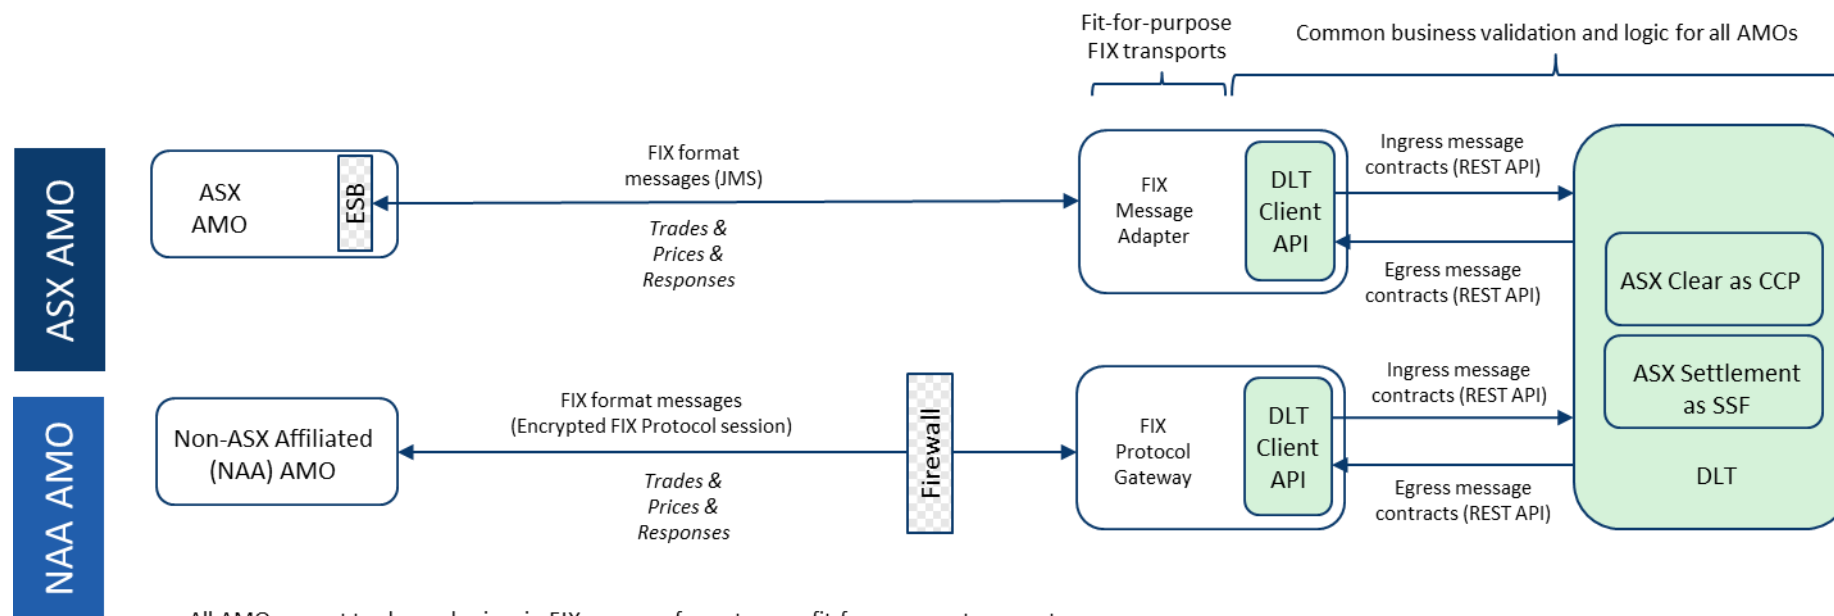 Fit-for-purpose
FIX transports
Common business validation and logic for all AMOs
ASX AMO
ASX
AMO
ESB
FIX format
messages (JMS)
Trades &
Prices &
Responses
FIX
Message
Adapter
DLT
Client
API
Ingress message
contracts (REST API)
Egress message
contracts (REST API)
ASX Clear as CCP
ASX Settlement
as SSF
DLT
NAA AMO
Non-ASX Affiliated
(NAA) AMO
FIX format messages
(Encrypted FIX Protocol session)
Trades &
Prices &
Responses
Firewall
FIX
Protocol
Gateway
DLT
Client
API
Ingress message
contracts (REST API)
Egress message
contracts (REST API)